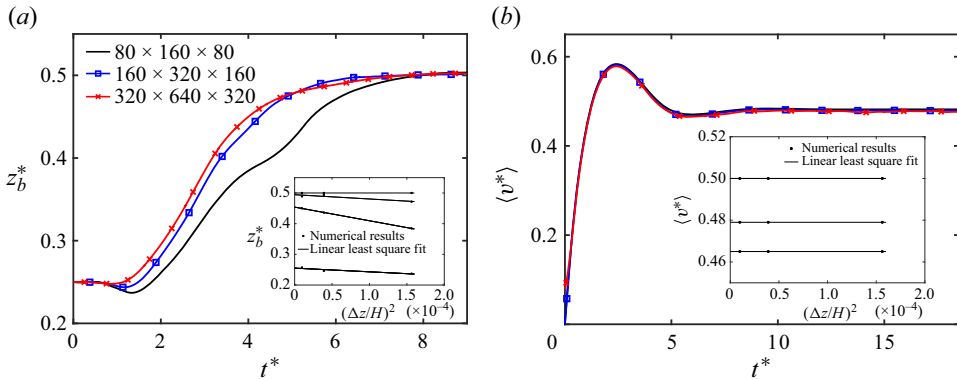 (a)
0.5
0.4
0.3
0.2
z_b^*
80 × 160 × 80
160 × 320 × 160
320 × 640 × 320
0.5
0.4
0.3
0.2
z_b^*
Numerical results
Linear least square fit
0 0.5 1.0 1.5 2.0
(Δz/H)^2 (×10^–4)
0 2 4 6 8
t^*
(b)
0.6
0.4
0.2
⟨v^*⟩
0.52
0.50
0.48
0.46
⟨v^*⟩
Numerical results
Linear least square fit
0 0.5 1.0 1.5 2.0
(Δz/H)^2 (×10^–4)
0 5 10 15
t^*